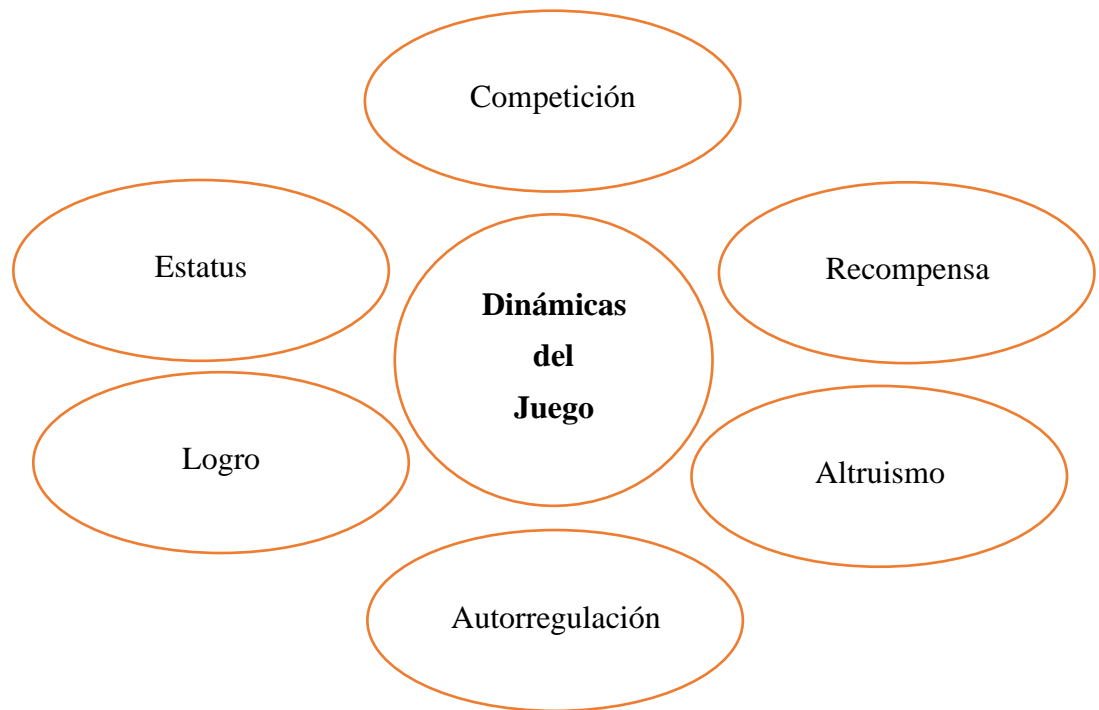 Competición
Estatus
Recompensa
Dinámicas
del
Juego
Logro
Altruismo
Autorregulación